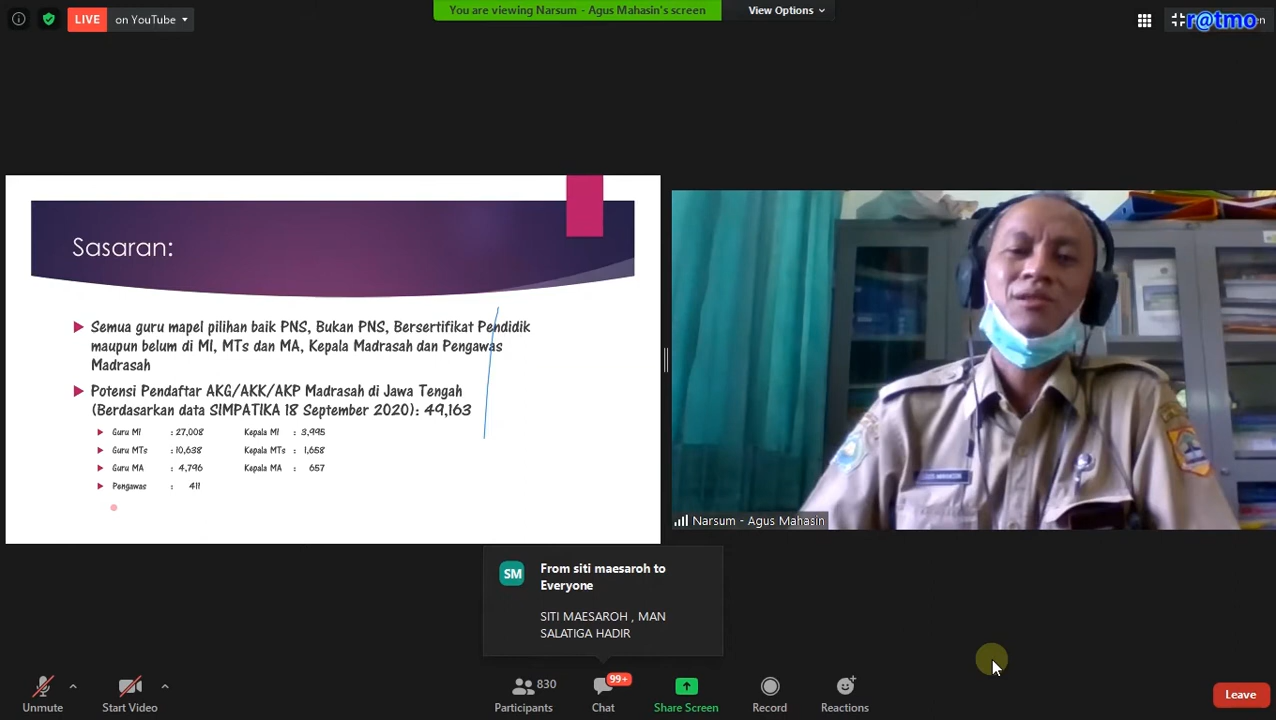 LIVE on YouTube
You are viewing Narsum - Agus Mahasin's screen
View Options
r@tmo
Sasaran:
Semua guru mapel pilihan baik PNS, Bukan PNS, Bersertifikat Pendidik
maupun belum di MI, MTs dan MA, Kepala Madrasah dan Pengawas
Madrasah
Potensi Pendaftar AKG/AKK/AKP Madrasah di Jawa Tengah
(Berdasarkan data SIMPATIKA 18 September 2020): 49,163
Guru MI : 27,008 Kepala MI : 3,995
Guru MTs : 10,638 Kepala MTs : 1,658
Guru MA : 4,796 Kepala MA : 657
Pengawas : 411
Narsum - Agus Mahasin
SM
From siti maesaroh to
Everyone
SITI MAESAROH , MAN
SALATIGA HADIR
Unmute
Start Video
830
Participants
99+
Chat
Share Screen
Record
Reactions
Leave